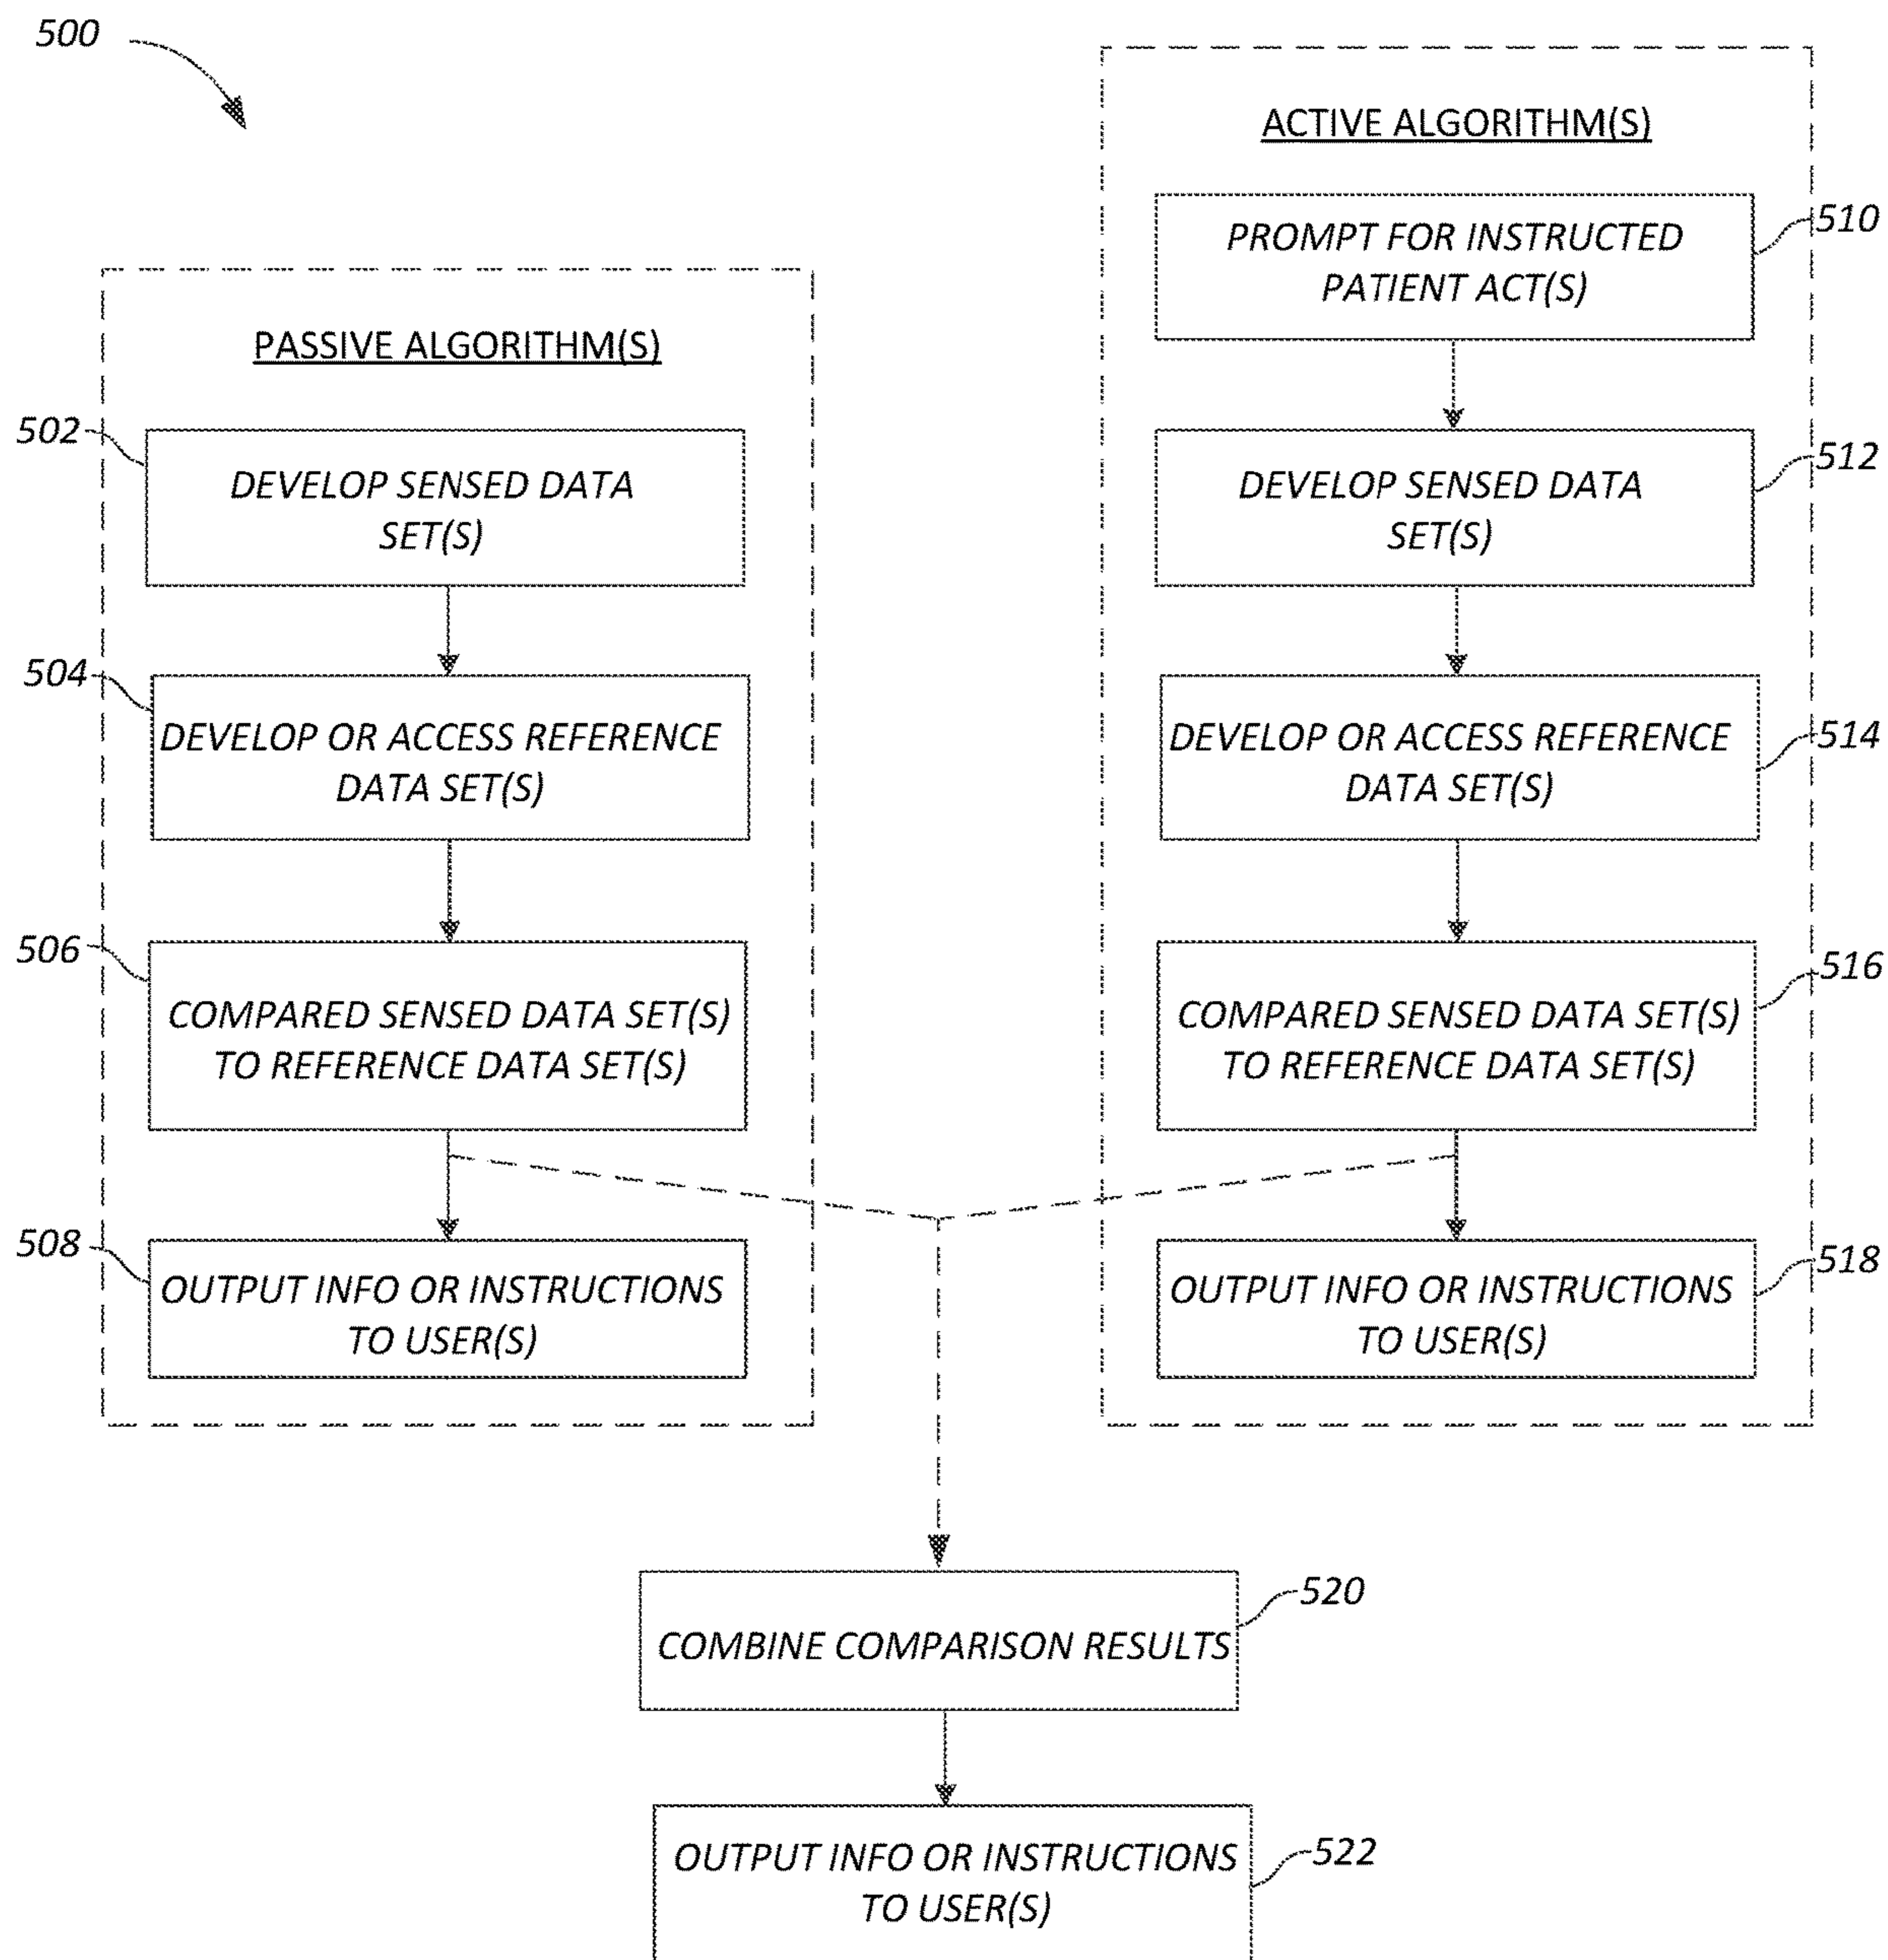 500
PASSIVE ALGORITHM(S)
502
DEVELOP SENSED DATA
SET(S)
504
DEVELOP OR ACCESS REFERENCE
DATA SET(S)
506
COMPARED SENSED DATA SET(S)
TO REFERENCE DATA SET(S)
508
OUTPUT INFO OR INSTRUCTIONS
TO USER(S)
ACTIVE ALGORITHM(S)
PROMPT FOR INSTRUCTED
PATIENT ACT(S)
510
DEVELOP SENSED DATA
SET(S)
512
DEVELOP OR ACCESS REFERENCE
DATA SET(S)
514
COMPARED SENSED DATA SET(S)
TO REFERENCE DATA SET(S)
516
OUTPUT INFO OR INSTRUCTIONS
TO USER(S)
518
COMBINE COMPARISON RESULTS
520
OUTPUT INFO OR INSTRUCTIONS
TO USER(S)
522